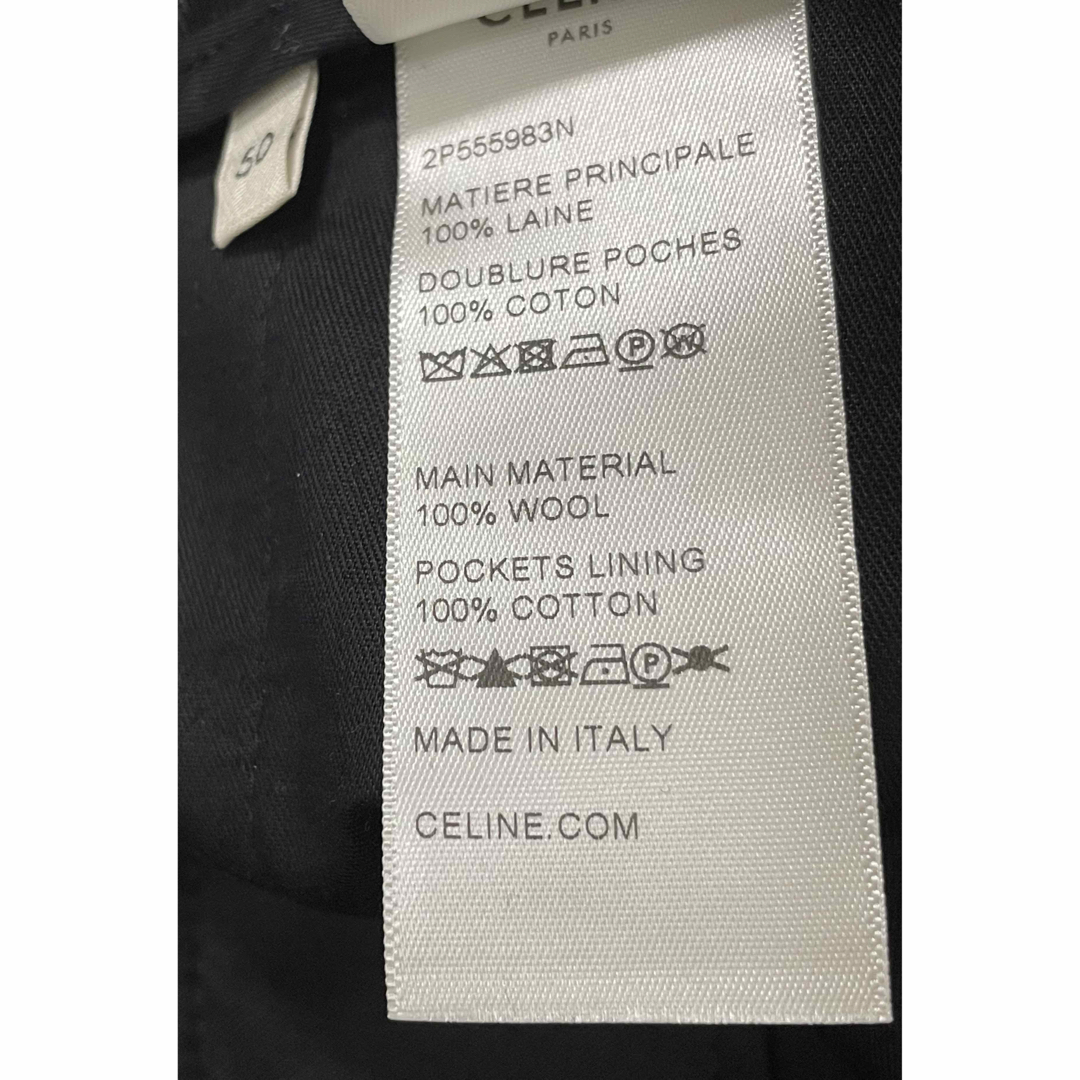 PARIS
50
2P555983N
MATIERE PRINCIPALE
100% LAINE
DOUBLURE POCHES
100% COTON
P W
MAIN MATERIAL
100% WOOL
POCKETS LINING
100% COTTON
P
MADE IN ITALY
CELINE.COM